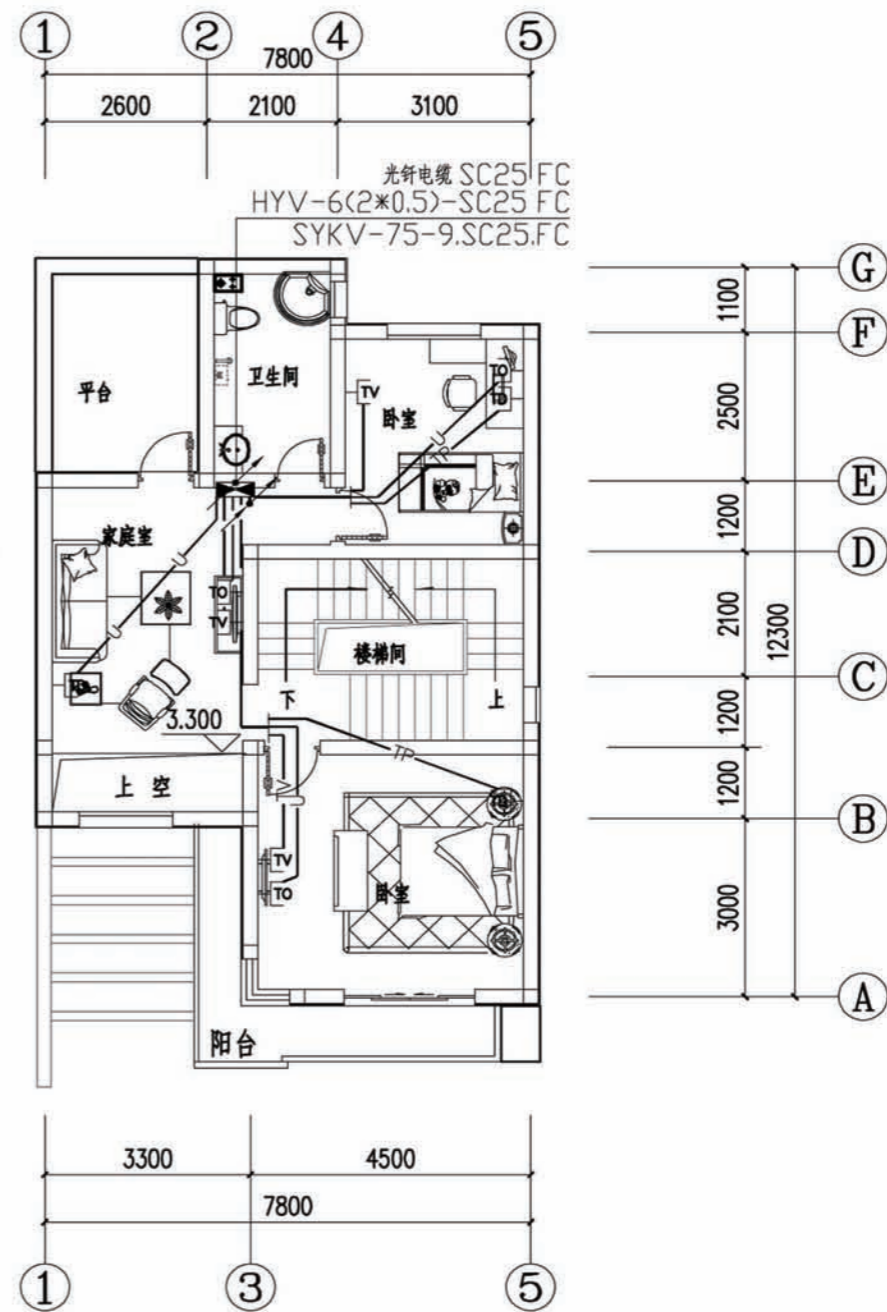 ① ② ④ ⑤
7800
2600 2100 3100
光钎电缆 SC25 FC
HYV-6(2*0.5)-SC25 FC
SYKV-75-9.SC25.FC
G
1100
F
平台
卫生间
TV
卧室
TO
TO
2500
U
TP
E
家庭室
1200
D
U
TO
TV
U
楼梯间
2100
12300
C
下
上
3.300
1200
TP
上 空
V
U
1200
B
TV
TO
卧室
3000
A
阳台
3300 4500
7800
① ③ ⑤